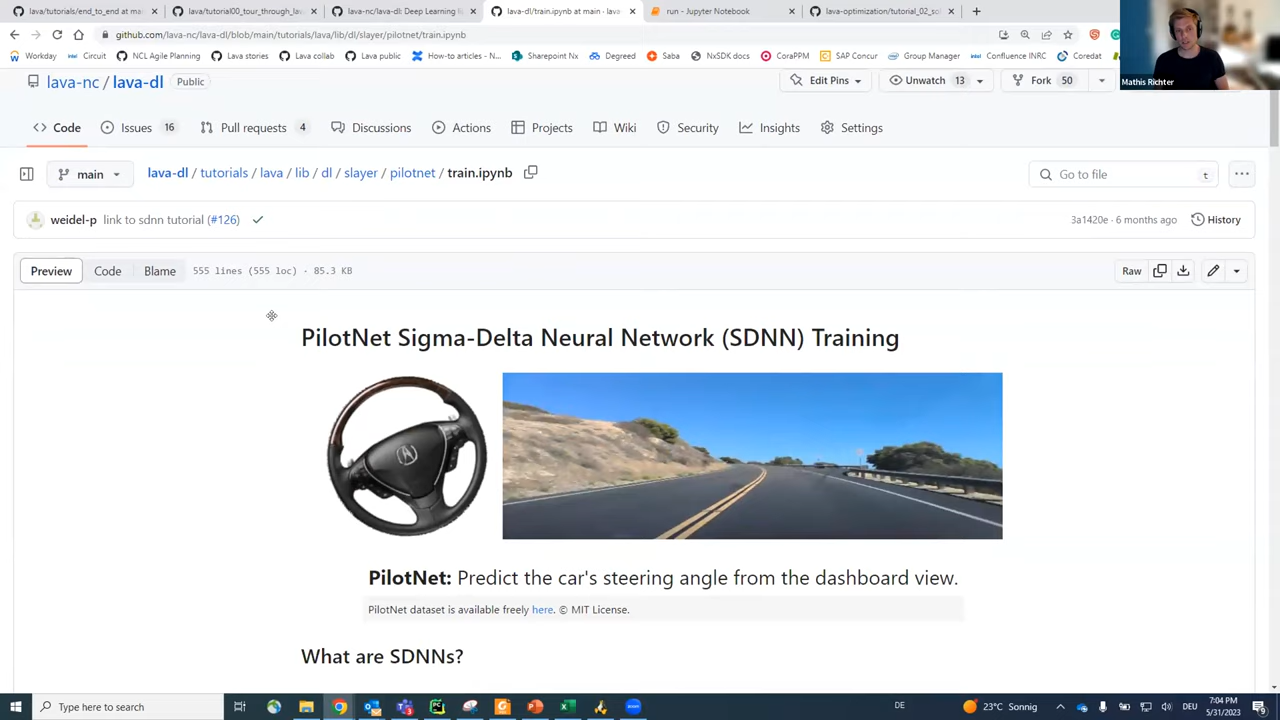 lava/tutorials/end_to_end at ma
lava/tutorial00_tour_through_lav
lava-nc/lava-dl: Deep Learning l
lava-dl/train.ipynb at main · lava
run - Jupyter Notebook
lava-optimization/tutorial_02_so
github.com/lava-nc/lava-dl/blob/main/tutorials/lava/lib/dl/slayer/pilotnet/train.ipynb
Workday
Circuit
NCL Agile Planning
Lava stories
Lava collab
Confluence NCL
How-to articles - N...
Sharepoint Nx
Degreed
Saba
NxSDK docs
CoraPPM
SAP Concur
Group Manager
Confluence INRC
Coredat
Mathis Richter
lava-nc / lava-dl Public
Edit Pins
Unwatch 13
Fork 50
Code
Issues 16
Pull requests 4
Discussions
Actions
Projects
Wiki
Security
Insights
Settings
main
lava-dl / tutorials / lava / lib / dl / slayer / pilotnet / train.ipynb
Go to file t
weidel-p link to sdnn tutorial (#126)
3a1420e · 6 months ago
History
Preview
Code
Blame
555 lines (555 loc) · 85.3 KB
Raw
PilotNet Sigma-Delta Neural Network (SDNN) Training
PilotNet: Predict the car's steering angle from the dashboard view.
PilotNet dataset is available freely here. © MIT License.
What are SDNNs?
Type here to search
DE
23°C Sonnig
DEU
7:04 PM
5/31/2023